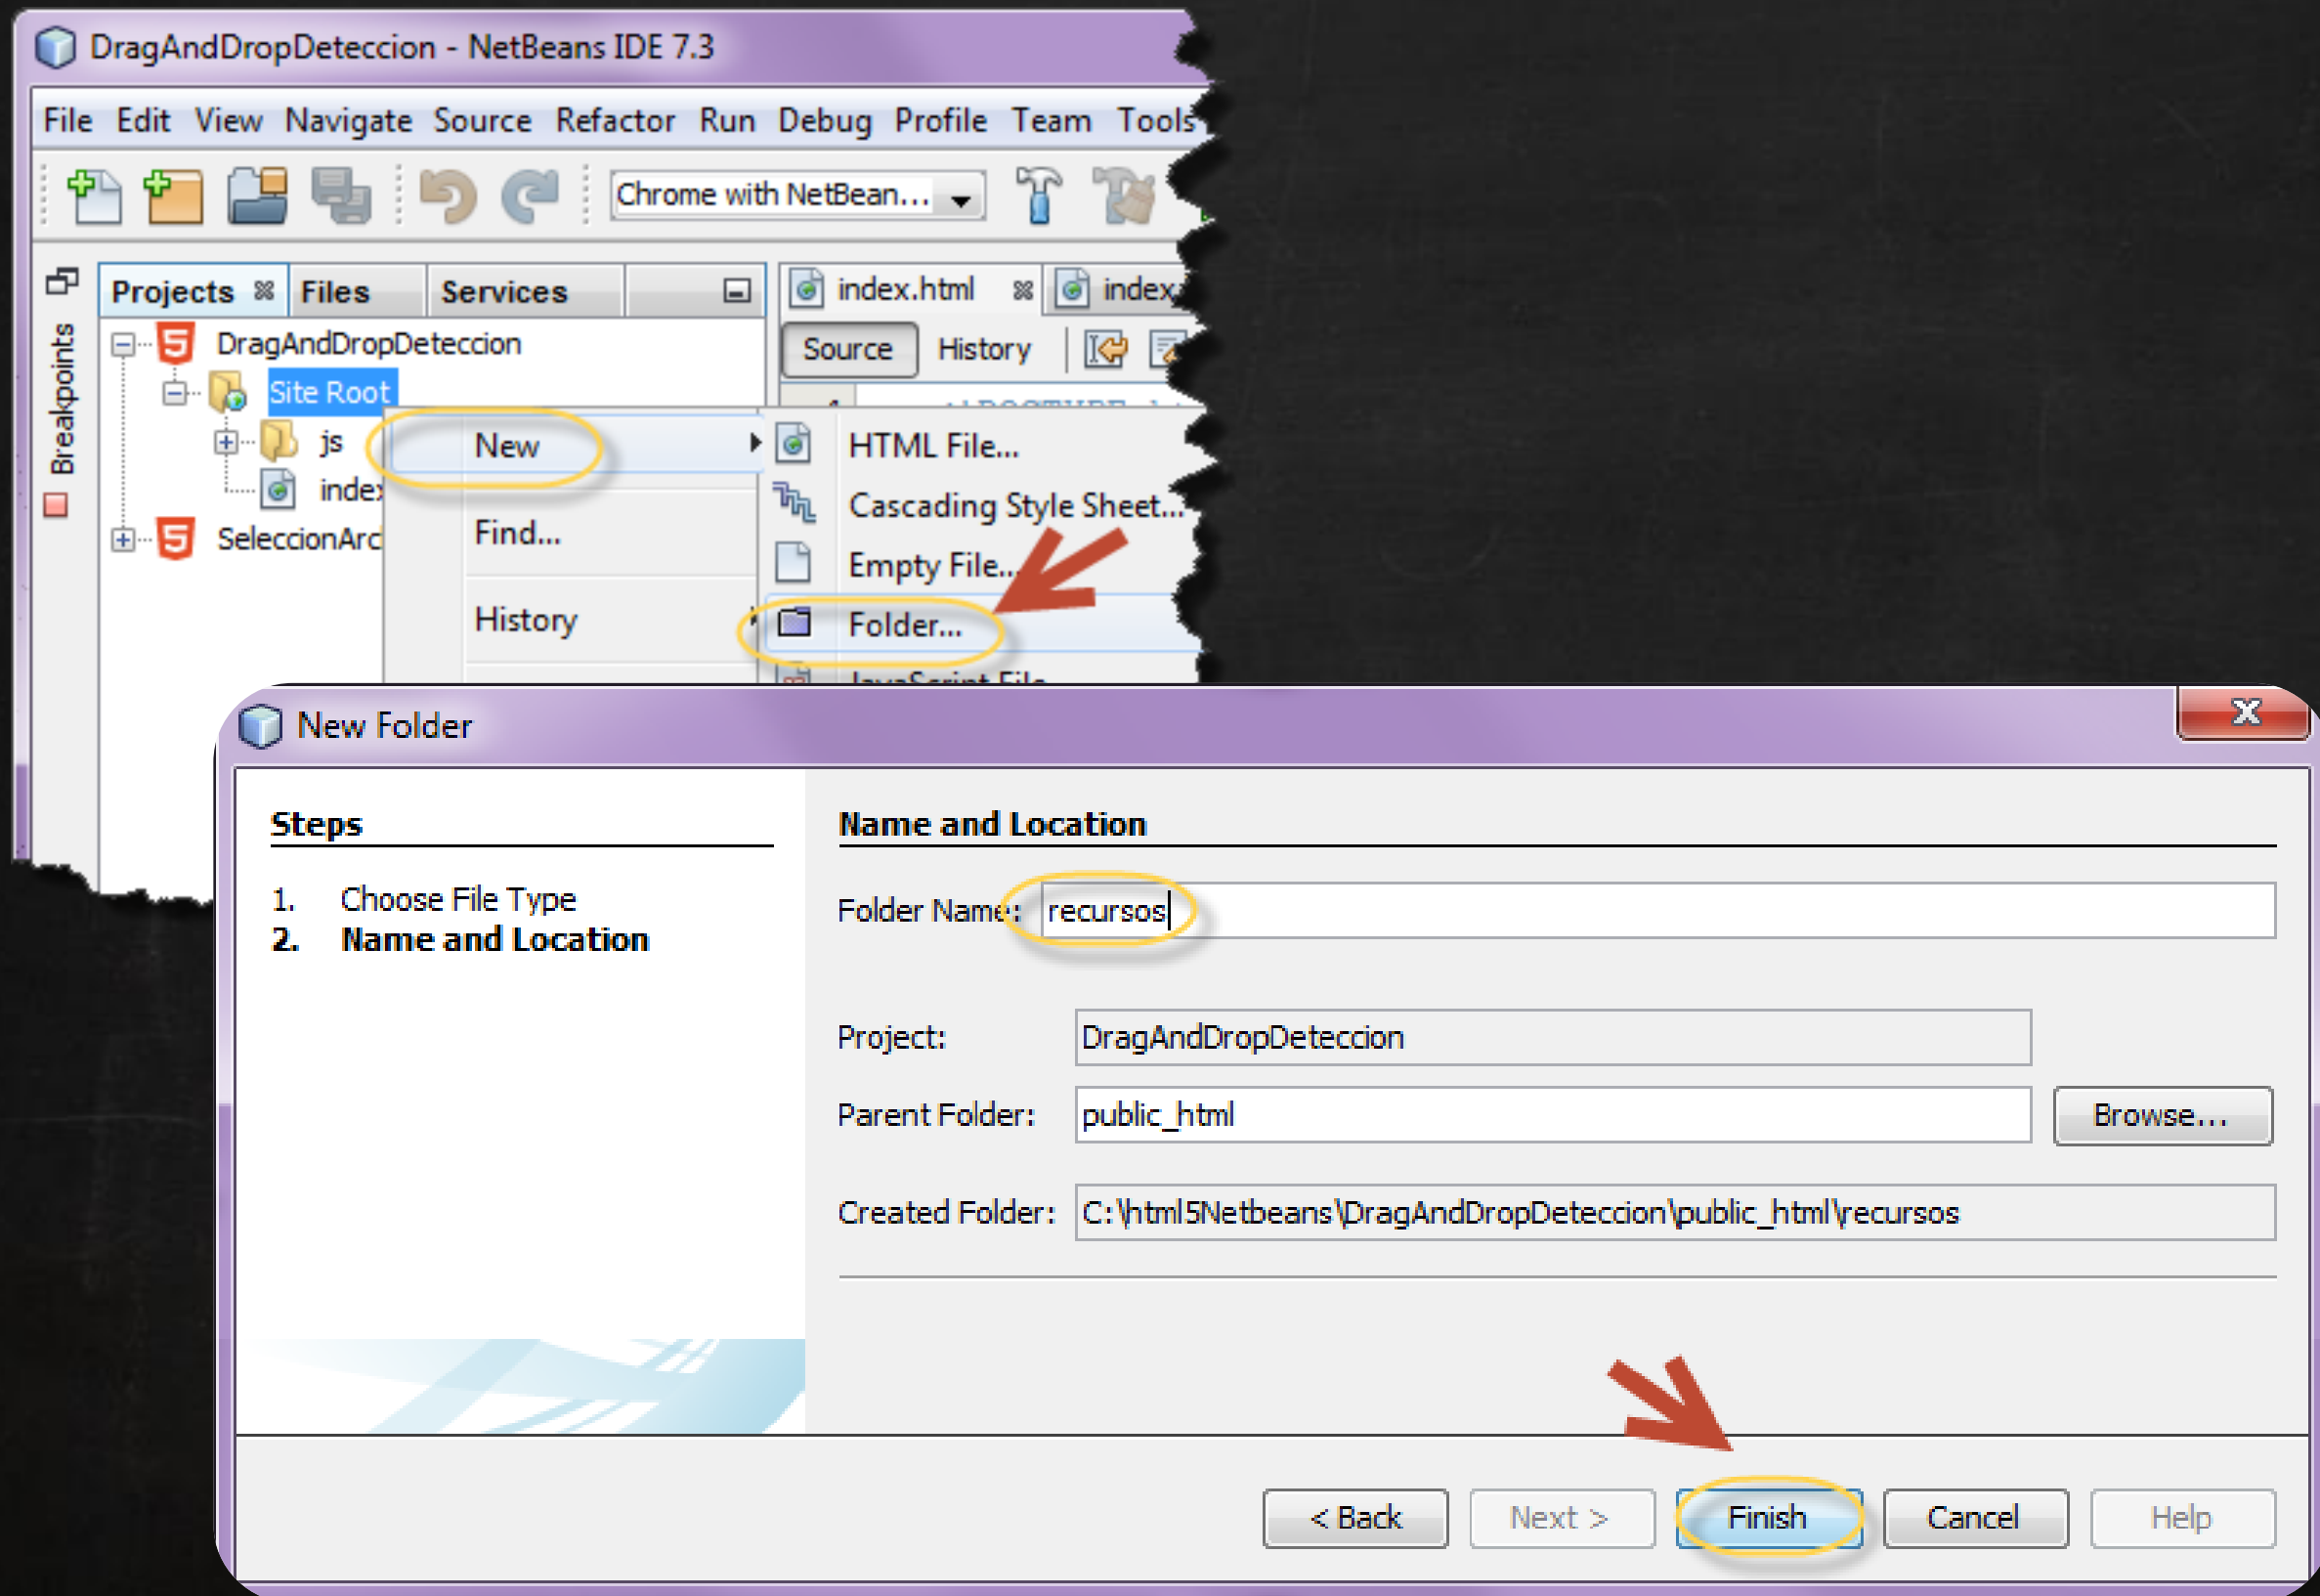 DragAndDropDeteccion - NetBeans IDE 7.3
File Edit View Navigate Source Refactor Run Debug Profile Team Tools
Chrome with NetBean...
Breakpoints
Projects Files Services
index.html
Source History
DragAndDropDeteccion
Site Root
js
SeleccionArc
New
Find...
History
HTML File...
Cascading Style Sheet...
Empty File...
Folder...
JavaScript File
New Folder
Steps
1. Choose File Type
2. Name and Location
Name and Location
Folder Name: recursos
Project: DragAndDropDeteccion
Parent Folder: public_html Browse...
Created Folder: C:\html5Netbeans\DragAndDropDeteccion\public_html\recursos
< Back Next > Finish Cancel Help